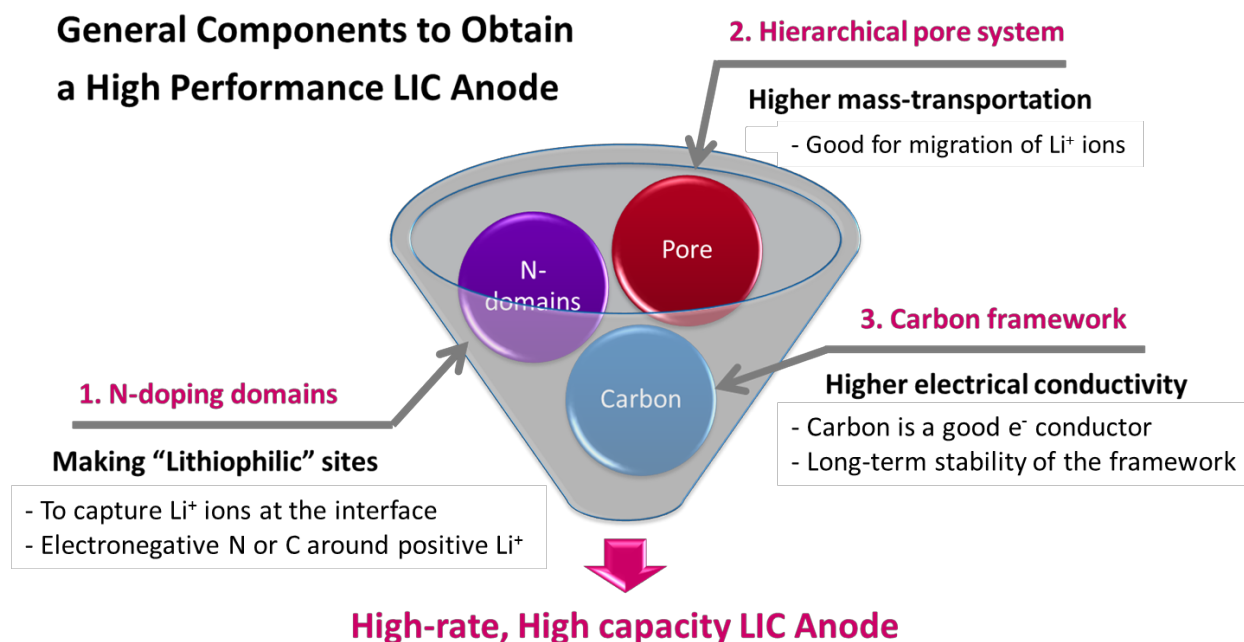 General Components to Obtain
a High Performance LIC Anode
2. Hierarchical pore system
Higher mass-transportation
- Good for migration of Li⁺ ions
N-
domains
Pore
Carbon
3. Carbon framework
Higher electrical conductivity
- Carbon is a good e⁻ conductor
- Long-term stability of the framework
1. N-doping domains
Making “Lithiophilic” sites
- To capture Li⁺ ions at the interface
- Electronegative N or C around positive Li⁺
High-rate, High capacity LIC Anode